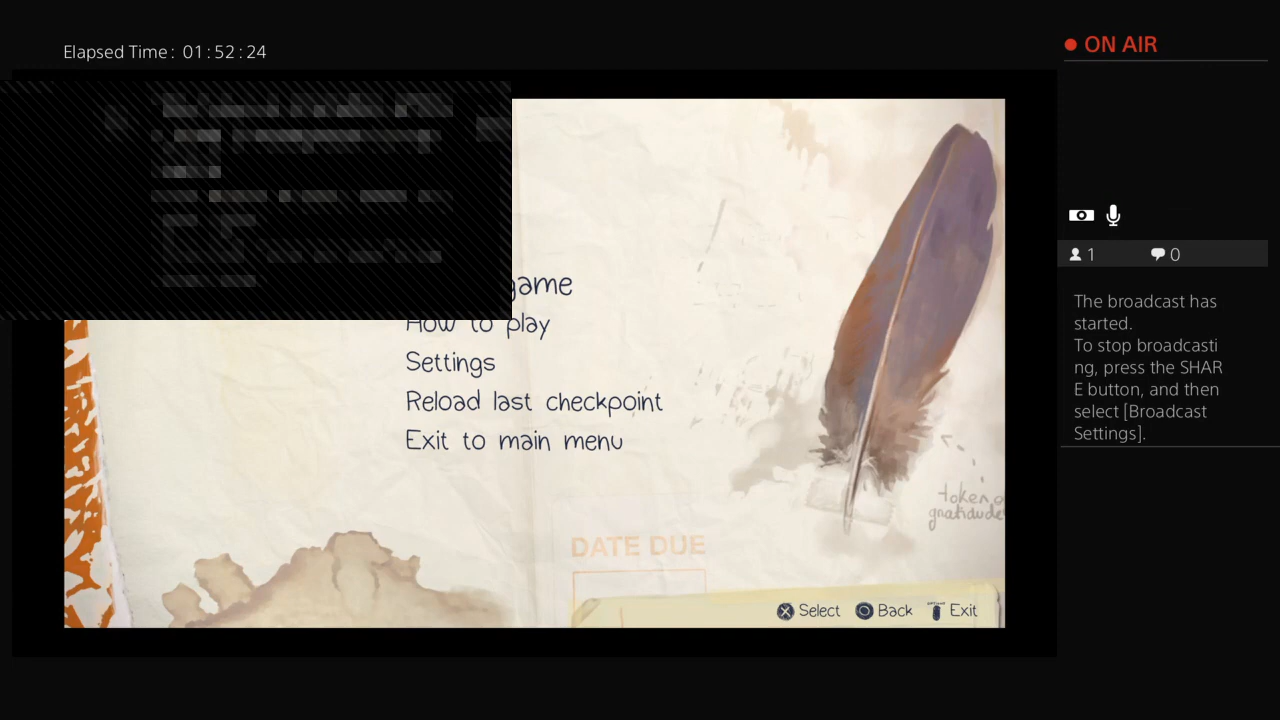 Elapsed Time: 01:52:24
ON AIR
1
0
The broadcast has
started.
To stop broadcasti
ng, press the SHAR
E button, and then
select [Broadcast
Settings].
game
How to play
Settings
Reload last checkpoint
Exit to main menu
token
DATE DUE
Select
Back
Exit